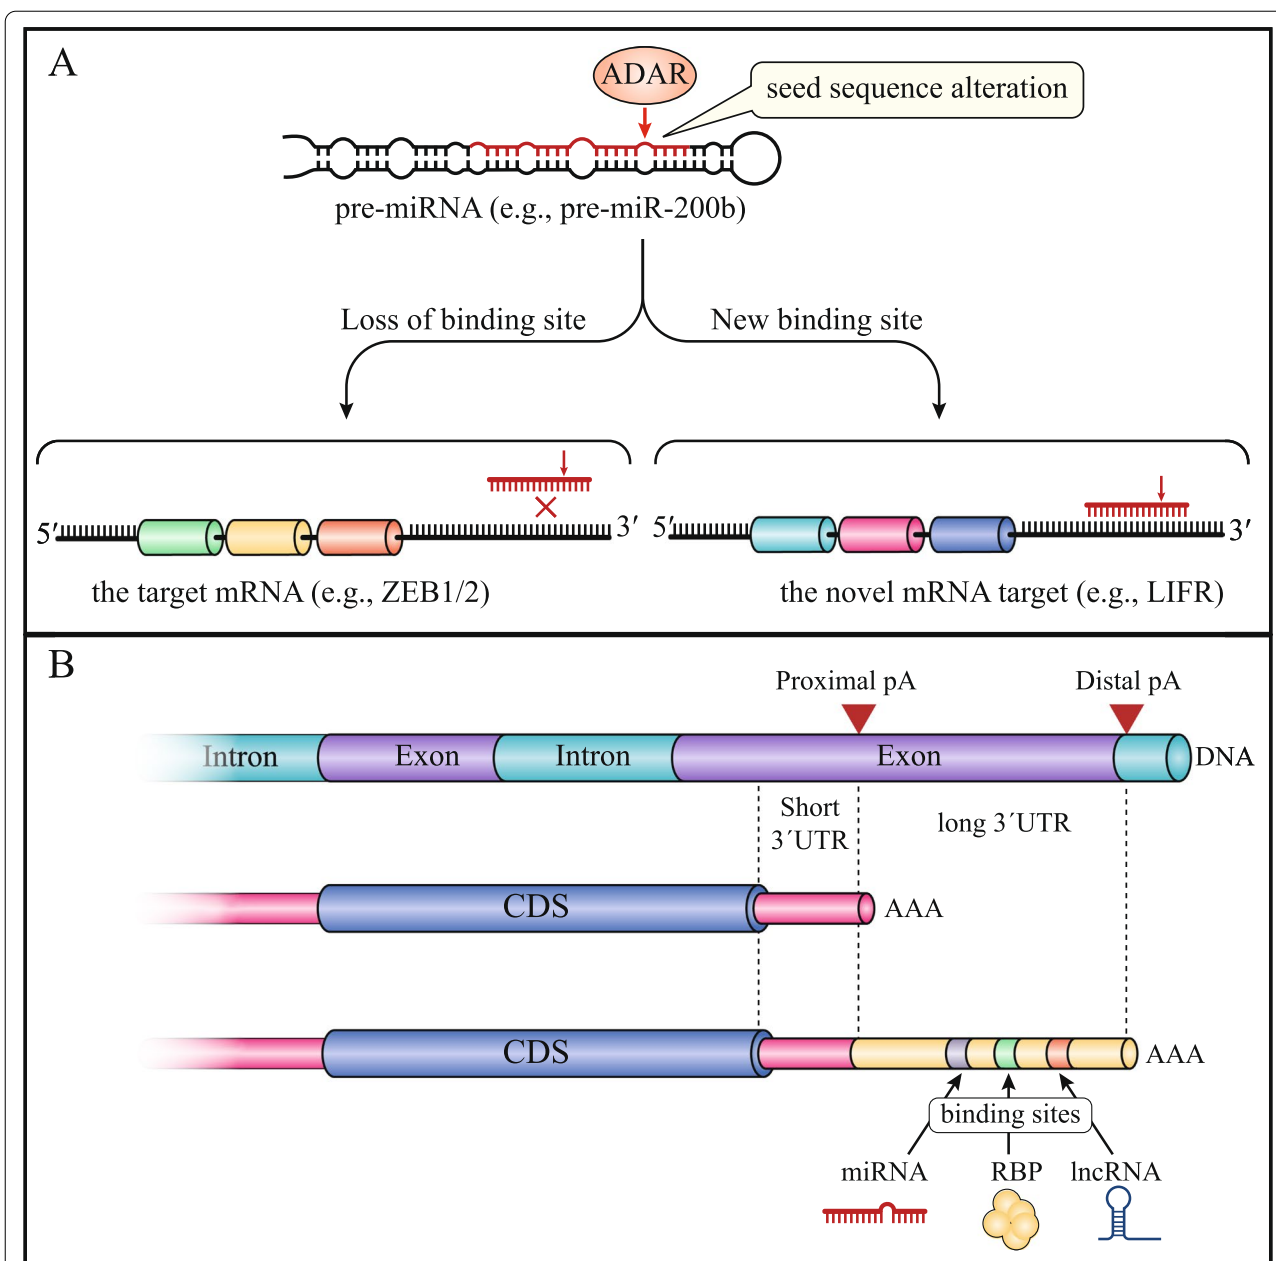 A
ADAR
seed sequence alteration
pre-miRNA (e.g., pre-miR-200b)
Loss of binding site
New binding site
5′
3′
5′
3′
the target mRNA (e.g., ZEB1/2)
the novel mRNA target (e.g., LIFR)
B
Proximal pA
Distal pA
Intron
Exon
Intron
Exon
DNA
Short
3´UTR
long 3´UTR
CDS
AAA
CDS
AAA
binding sites
miRNA
RBP
lncRNA